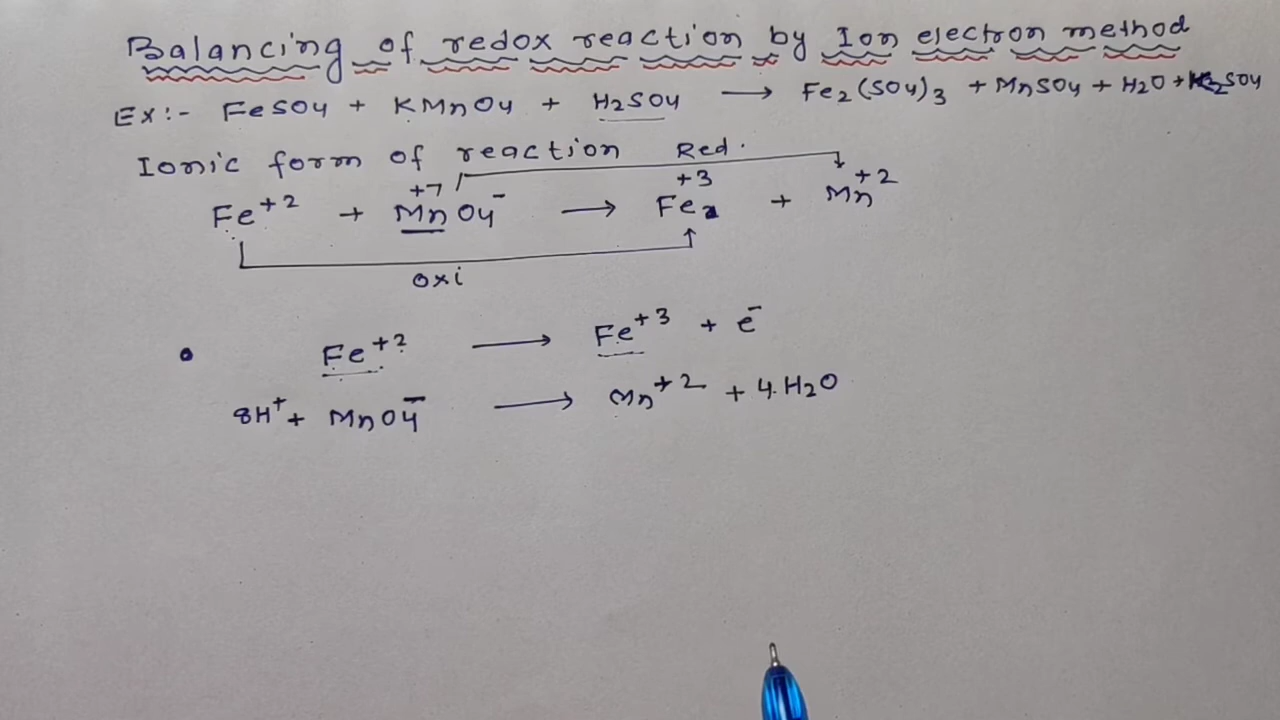 Balancing of redox reaction by Ion electron method
Ex:- FeSO4 + KMnO4 + H2SO4 → Fe2(SO4)3 + MnSO4 + H2O + K2SO4
Ionic form of reaction Red.
Fe+2 + +7 MnO4- → +3 Fe2 + Mn+2
oxi
Fe+2 → Fe+3 + e-
8H+ + MnO4- → Mn+2 + 4H2O